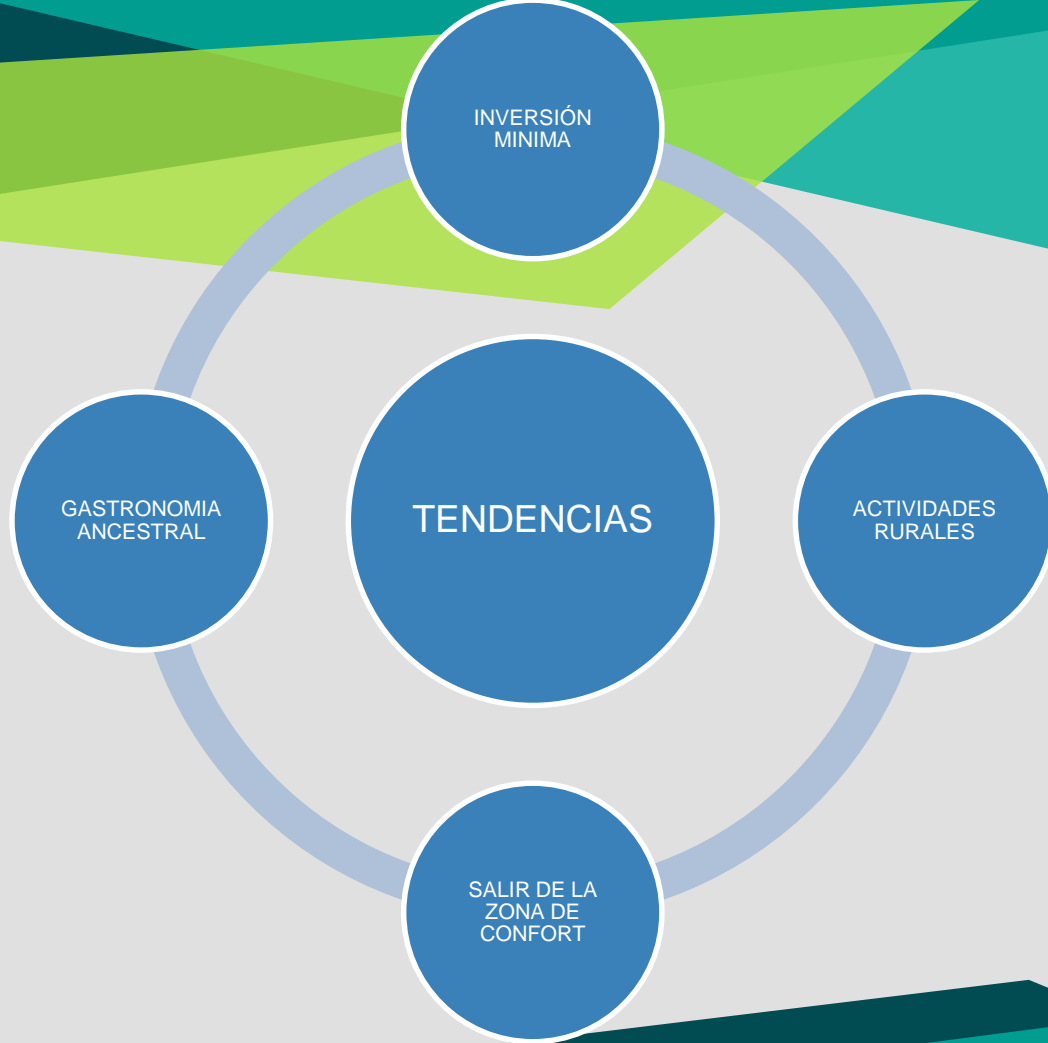 INVERSIÓN
MINIMA
GASTRONOMIA
ANCESTRAL
TENDENCIAS
ACTIVIDADES
RURALES
SALIR DE LA
ZONA DE
CONFORT